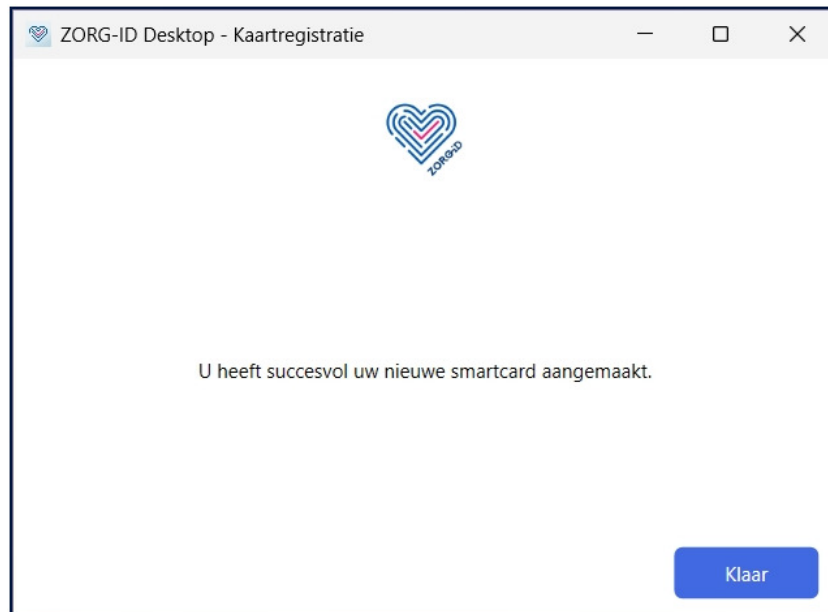 ZORG-ID Desktop - Kaartregistratie
ZORG-iD
U heeft succesvol uw nieuwe smartcard aangemaakt.
Klaar